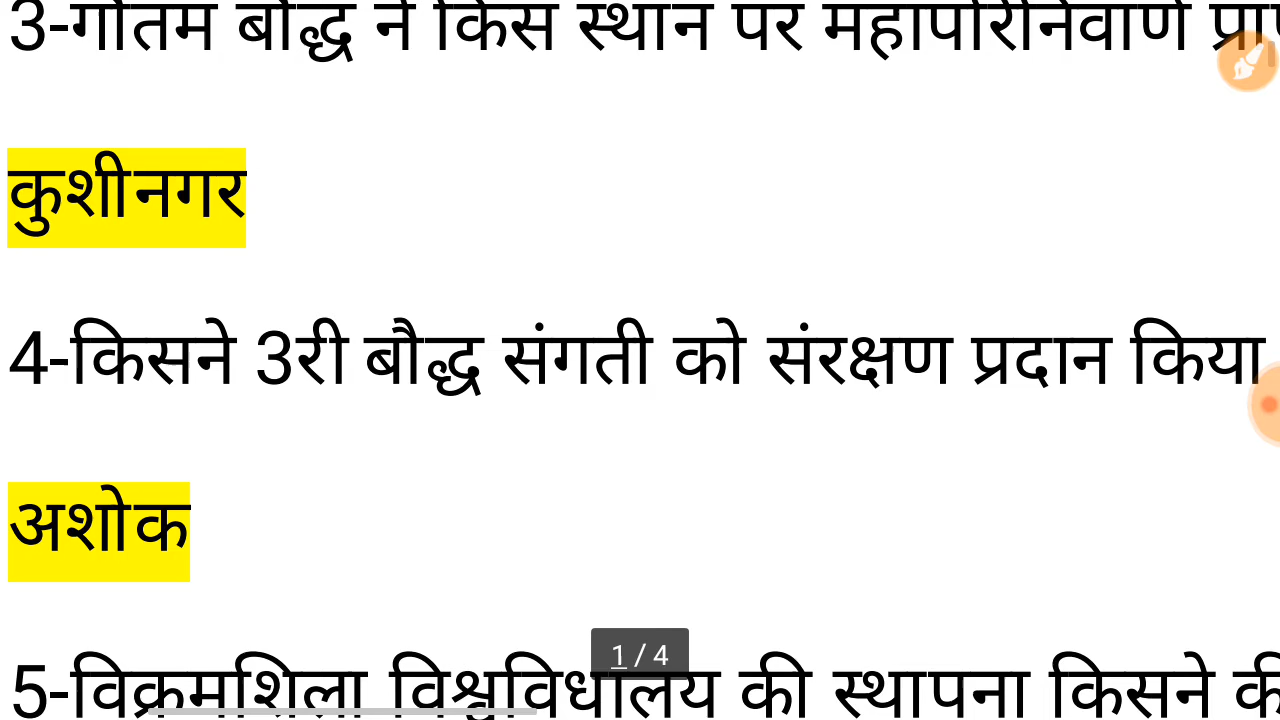 3-गौतम बौद्ध ने किस स्थान पर महापरिनिर्वाण
कुशीनगर
4-किसने 3री बौद्ध संगती को संरक्षण प्रदान किया
अशोक
1 / 4
5-विक्रमशिला विश्वविधालय की स्थापना किसने